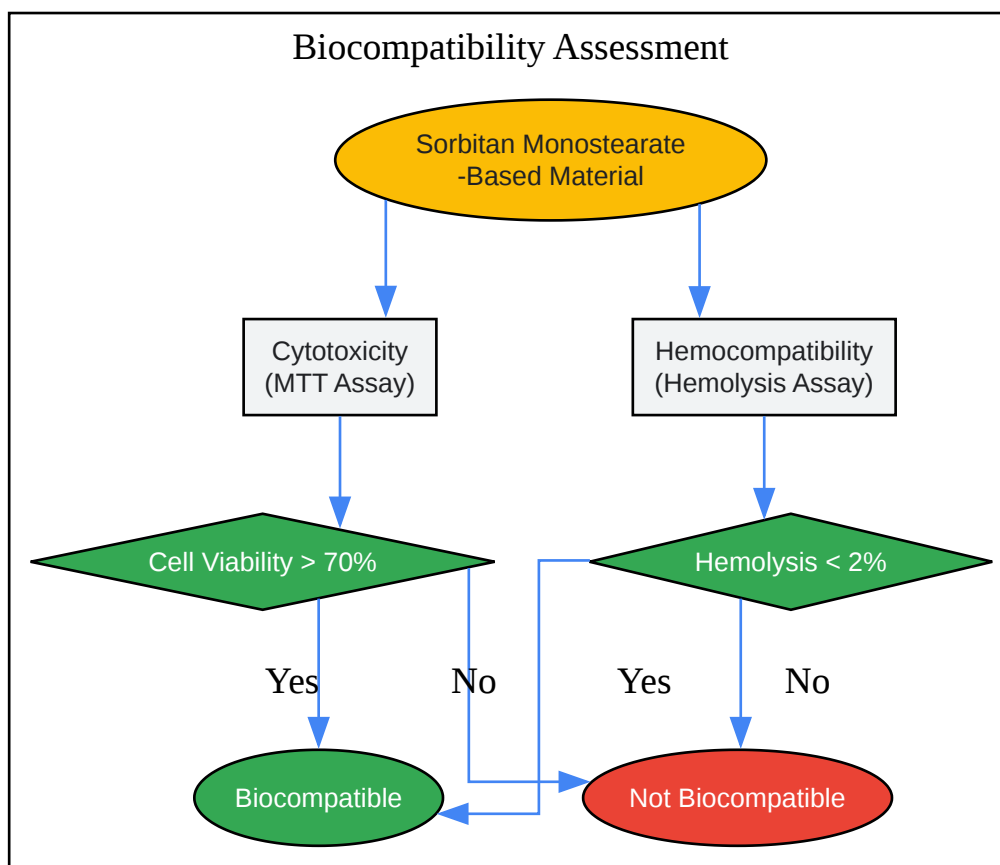 Biocompatibility Assessment
Sorbitan Monostearate
-Based Material
Cytotoxicity
(MTT Assay)
Hemocompatibility
(Hemolysis Assay)
Cell Viability > 70%
Hemolysis < 2%
Yes
No
Yes
No
Biocompatible
Not Biocompatible